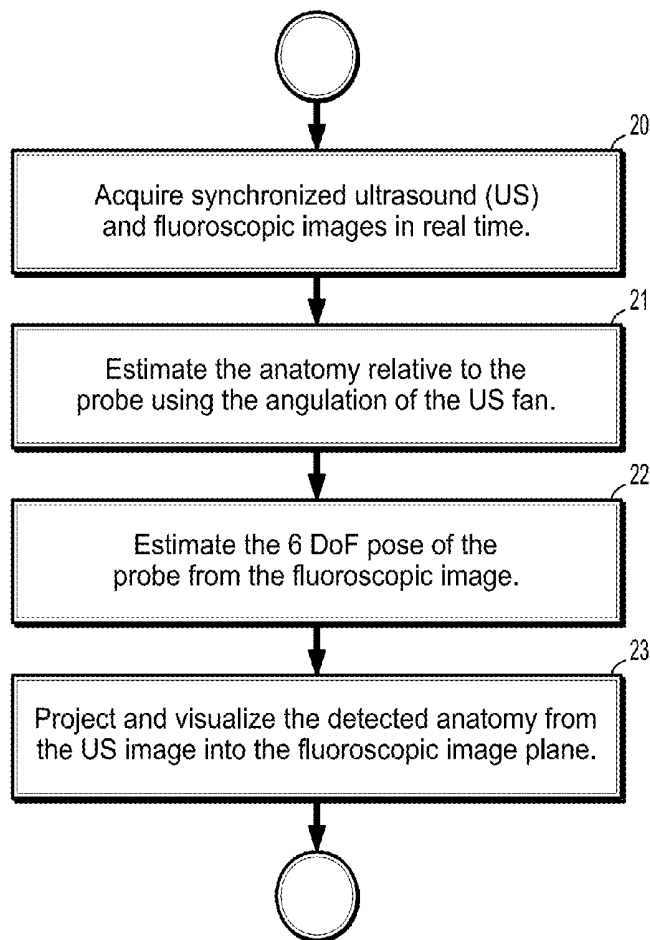 20
Acquire synchronized ultrasound (US)
and fluoroscopic images in real time.
21
Estimate the anatomy relative to the
probe using the angulation of the US fan.
22
Estimate the 6 DoF pose of the
probe from the fluoroscopic image.
23
Project and visualize the detected anatomy from
the US image into the fluoroscopic image plane.